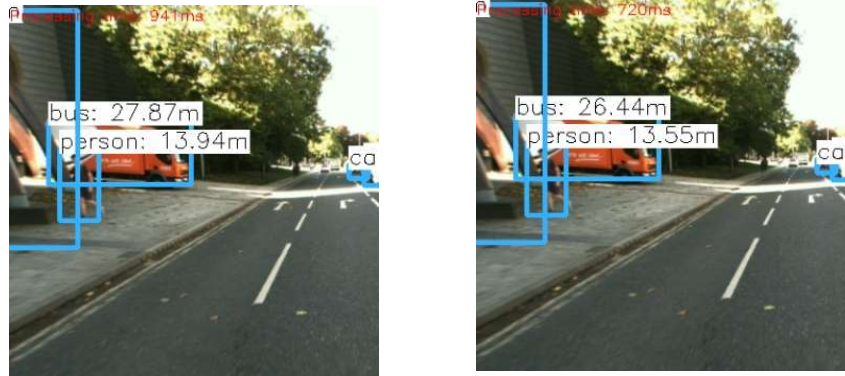 Processing time: 941ms
bus: 27.87m
person: 13.94m
ca
Processing time: 720ms
bus: 26.44m
person: 13.55m
ca